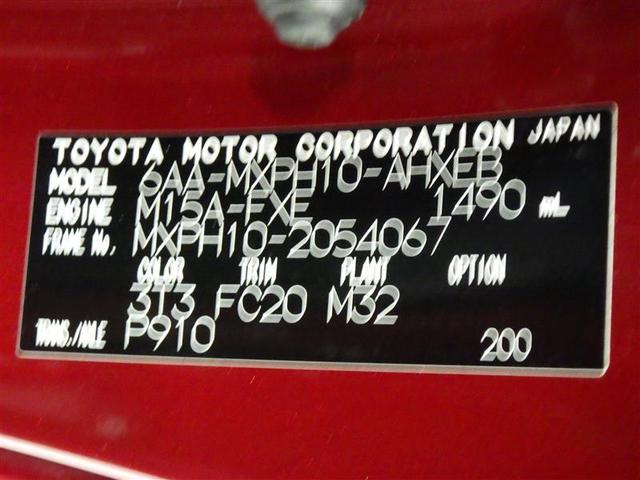 TOYOTA MOTOR CORPORATION JAPAN
MODEL 6AA-MXPH10-AHXEB
ENGINE M15A-FXE 1490 mL
FRAME No. MXPH10-2054067
COLOR TRIM PLANT OPTION
3T3 FC20 M32
TRANS./AXLE P910 200